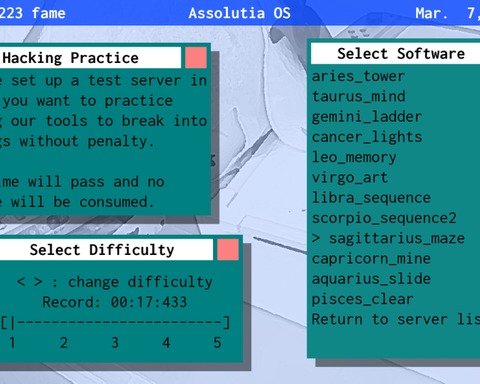 223 fame Assolutia OS Mar. 7,
Hacking Practice
e set up a test server in
you want to practice
g our tools to break into
gs without penalty.
me will pass and no
e will be consumed.
Select Difficulty
< > : change difficulty
Record: 00:17:433
[|-----------------------]
1 2 3 4 5
Select Software
aries_tower
taurus_mind
gemini_ladder
cancer_lights
leo_memory
virgo_art
libra_sequence
scorpio_sequence2
> sagittarius_maze
capricorn_mine
aquarius_slide
pisces_clear
Return to server lis